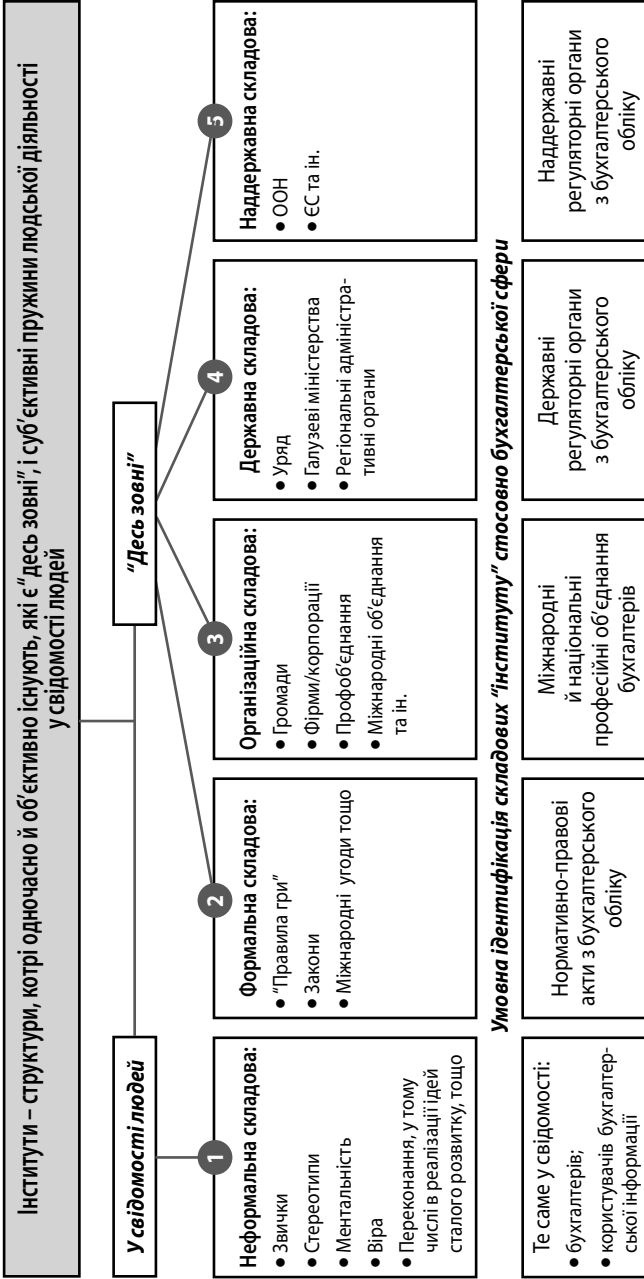 Інститути – структури, котрі одночасно й об'єктивно існують, які є "десь зовні", і суб'єктивні пружини людської діяльності
у свідомості людей
У свідомості людей
"Десь зовні"
1
Неформальна складова:
● Звички
● Стереотипи
● Ментальність
● Віра
● Переконання, у тому
числі в реалізації ідей
сталого розвитку, тощо
2
Формальна складова:
● "Правила гри"
● Закони
● Міжнародні угоди тощо
3
Організаційна складова:
● Громади
● Фірми/корпорації
● Профоб'єднання
● Міжнародні об'єднання
та ін.
4
Державна складова:
● Уряд
● Галузеві міністерства
● Регіональні адміністра-
тивні органи
5
Наддержавна складова:
● ООН
● ЄС та ін.
Умовна ідентифікація складових "інституту" стосовно бухгалтерської сфери
Те саме у свідомості:
● бухгалтерів;
● користувачів бухгалтер-
ської інформації
Нормативно-правові
акти з бухгалтерського
обліку
Міжнародні
й національні
професійні об'єднання
бухгалтерів
Державні
регуляторні органи
з бухгалтерського
обліку
Наддержавні
регуляторні органи
з бухгалтерського
обліку